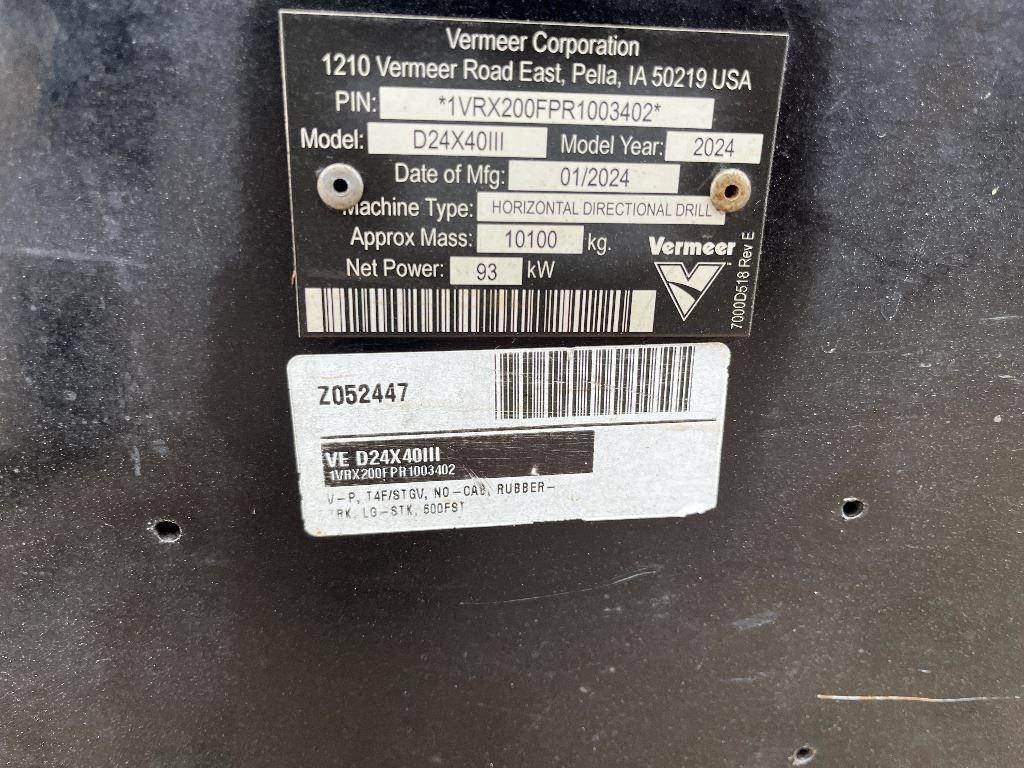 Vermeer Corporation
1210 Vermeer Road East, Pella, IA 50219 USA
PIN: *1VRX200FPR1003402*
Model: D24X40III Model Year: 2024
Date of Mfg: 01/2024
Machine Type: HORIZONTAL DIRECTIONAL DRILL
Approx Mass: 10100 kg.
Net Power: 93 kW
Vermeer
7000D518 Rev E
Z052447
VE D24X40III
1VRX200FPR1003402
V-P, T4F/STGV, NO-CAB, RUBBER-
TRK, LG-STK, 600FST